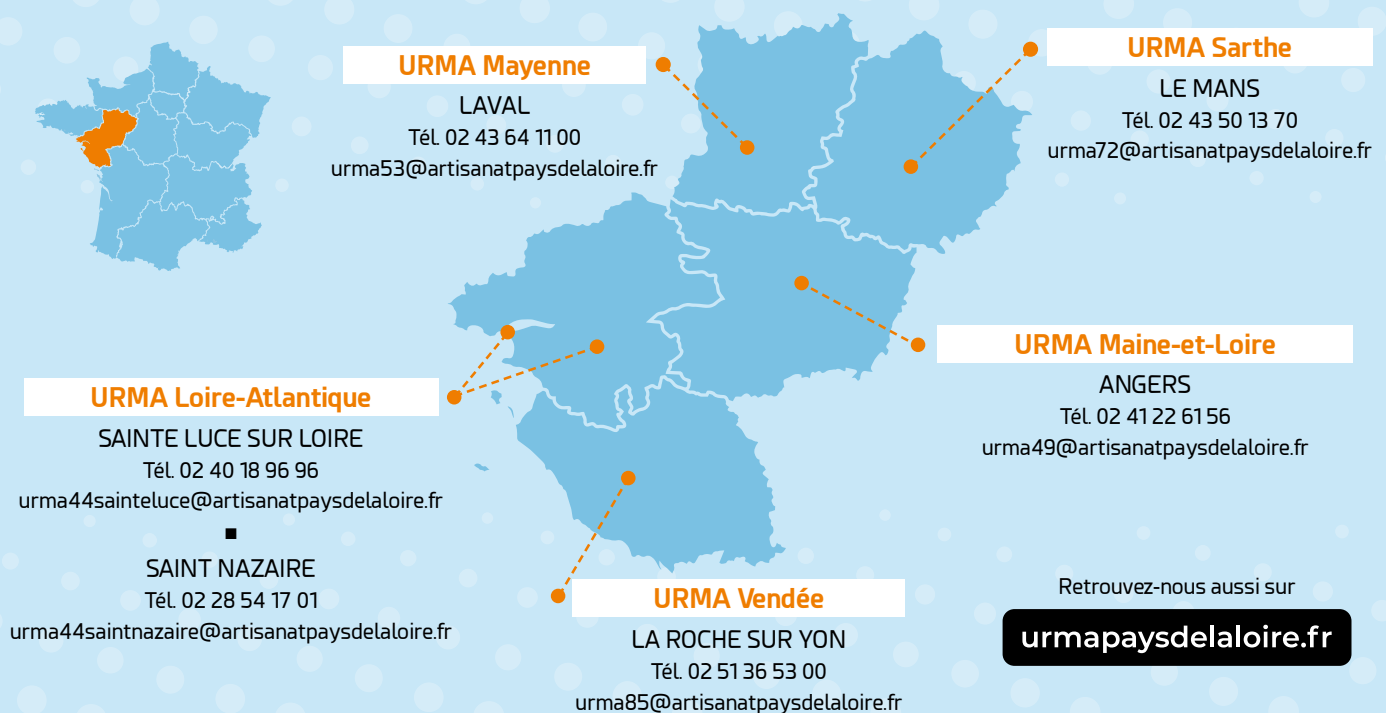 URMA Mayenne
LAVAL
Tél. 02 43 64 11 00
urma53@artisanatpaysdelaloire.fr
URMA Sarthe
LE MANS
Tél. 02 43 50 13 70
urma72@artisanatpaysdelaloire.fr
URMA Maine-et-Loire
ANGERS
Tél. 02 41 22 61 56
urma49@artisanatpaysdelaloire.fr
URMA Loire-Atlantique
SAINTE LUCE SUR LOIRE
Tél. 02 40 18 96 96
urma44sainteluce@artisanatpaysdelaloire.fr
SAINT NAZAIRE
Tél. 02 28 54 17 01
urma44saintnazaire@artisanatpaysdelaloire.fr
URMA Vendée
LA ROCHE SUR YON
Tél. 02 51 36 53 00
urma85@artisanatpaysdelaloire.fr
Retrouvez-nous aussi sur
urmapaysdelaloire.fr